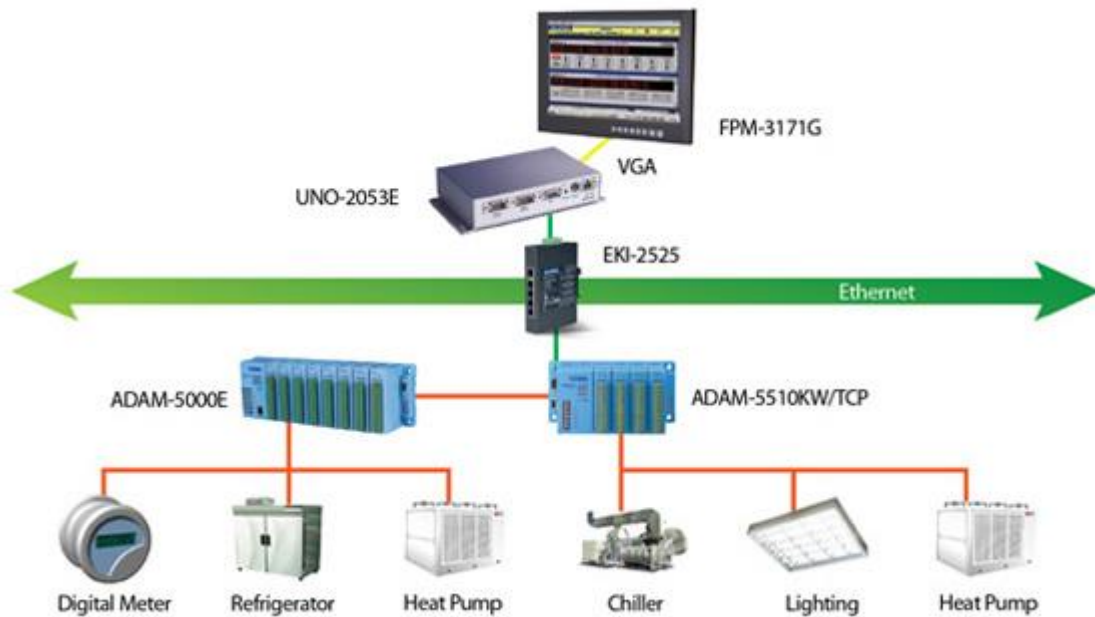 FPM-3171G
VGA
UNO-2053E
EKI-2525
Ethernet
ADAM-5000E
ADAM-5510KW/TCP
Digital Meter
Refrigerator
Heat Pump
Chiller
Lighting
Heat Pump